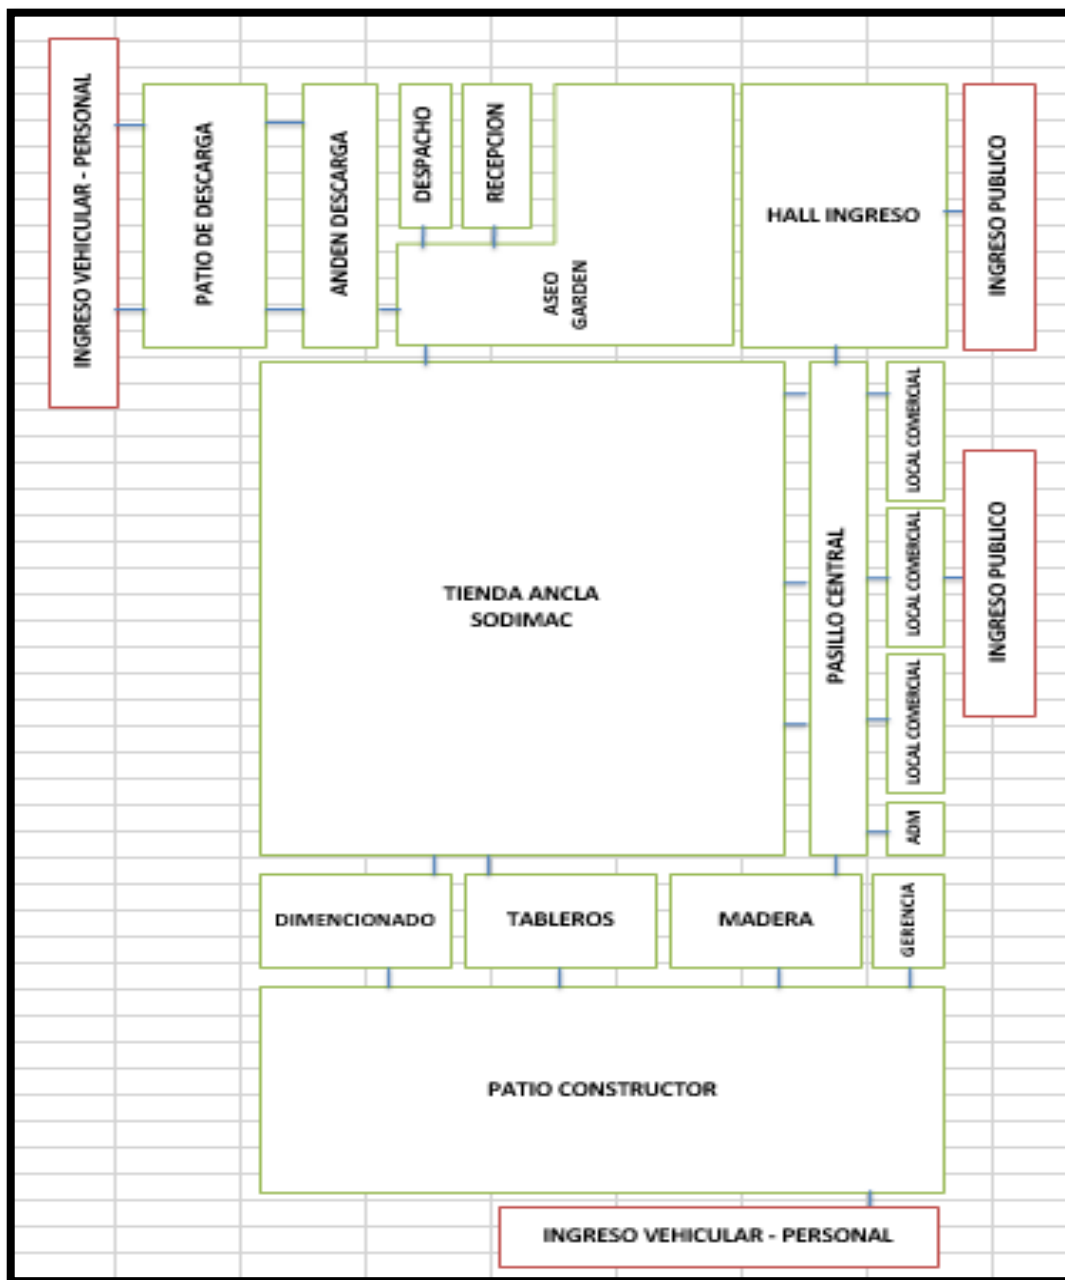 INGRESO VEHICULAR - PERSONAL
PATIO DE DESCARGA
ANDEN DESCARGA
DESPACHO
RECEPCION
ASEO
GARDEN
HALL INGRESO
INGRESO PUBLICO
TIENDA ANCLA
SODIMAC
PASILLO CENTRAL
LOCAL COMERCIAL
LOCAL COMERCIAL
LOCAL COMERCIAL
ADM
INGRESO PUBLICO
DIMENCIONADO
TABLEROS
MADERA
GERENCIA
PATIO CONSTRUCTOR
INGRESO VEHICULAR - PERSONAL